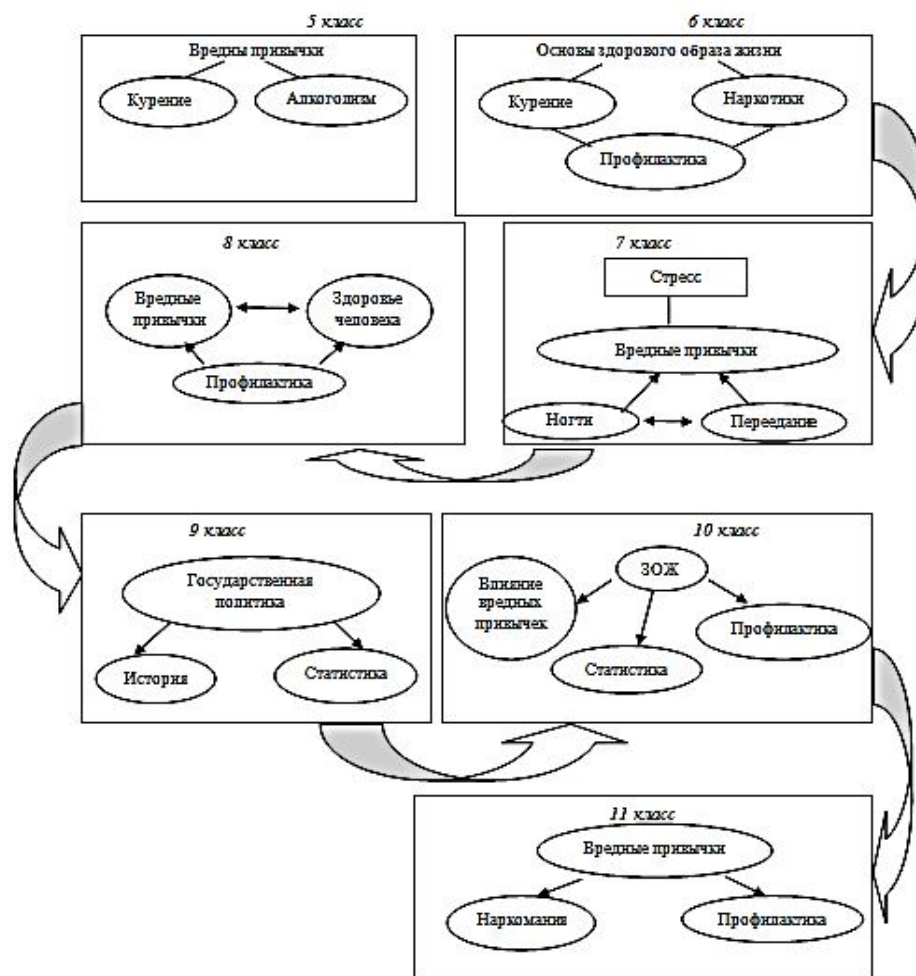 5 класс
Вредны привычки
Курение
Алкоголизм
6 класс
Основы здорового образа жизни
Курение
Наркотики
Профилактика
8 класс
Вредные
привычки
Здоровье
человека
Профилактика
7 класс
Стресс
Вредные привычки
Ногти
Переедание
9 класс
Государственная
политика
История
Статистика
10 класс
ЗОЖ
Влияние
вредных
привычек
Профилактика
Статистика
11 класс
Вредные привычки
Наркомания
Профилактика